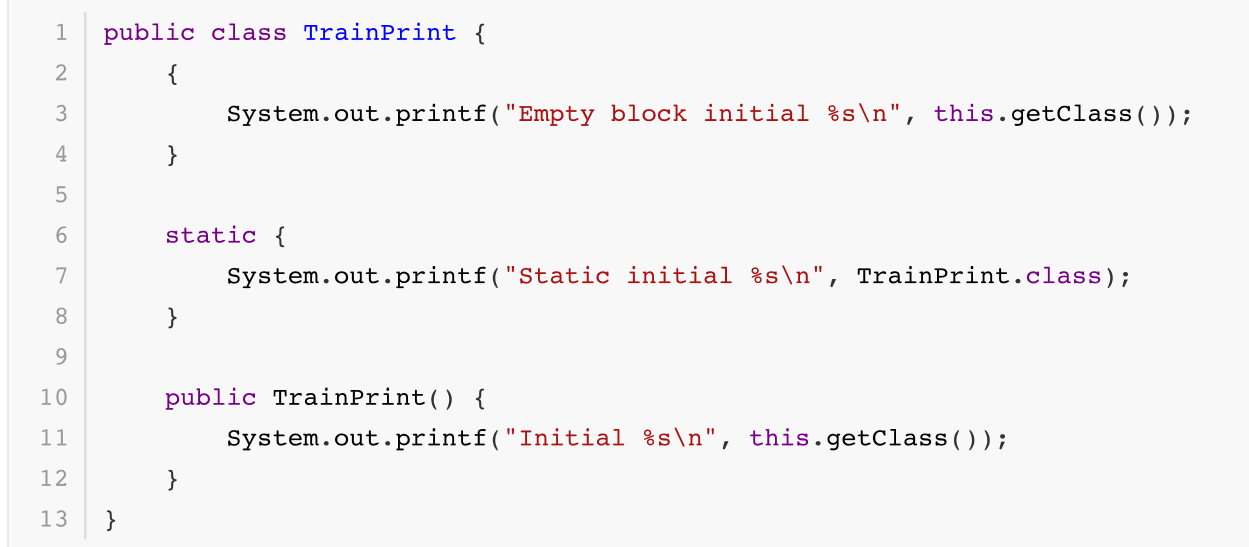 1 public class TrainPrint {
2     {
3         System.out.printf("Empty block initial %s\n", this.getClass());
4     }
5
6     static {
7         System.out.printf("Static initial %s\n", TrainPrint.class);
8     }
9
10     public TrainPrint() {
11         System.out.printf("Initial %s\n", this.getClass());
12     }
13 }